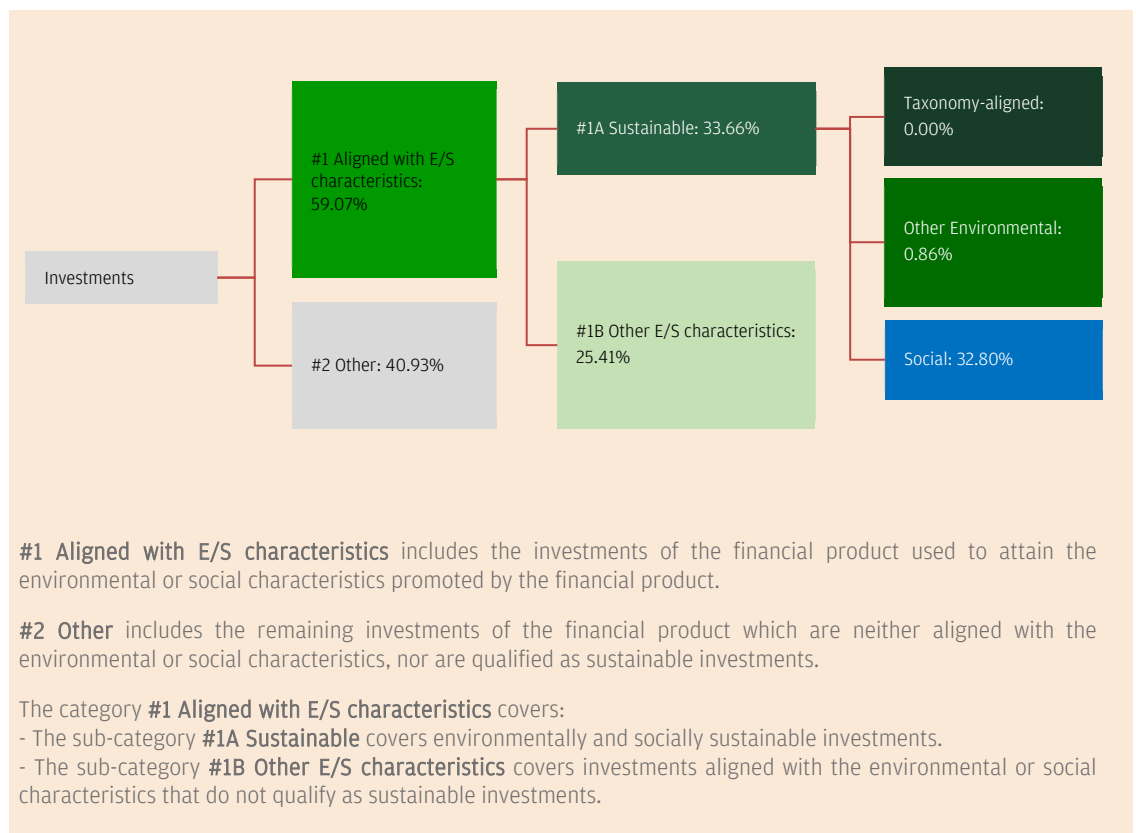 Investments
#1 Aligned with E/S
characteristics:
59.07%
#2 Other: 40.93%
#1A Sustainable: 33.66%
#1B Other E/S characteristics:
25.41%
Taxonomy-aligned:
0.00%
Other Environmental:
0.86%
Social: 32.80%
#1 Aligned with E/S characteristics includes the investments of the financial product used to attain the
environmental or social characteristics promoted by the financial product.
#2 Other includes the remaining investments of the financial product which are neither aligned with the
environmental or social characteristics, nor are qualified as sustainable investments.
The category #1 Aligned with E/S characteristics covers:
- The sub-category #1A Sustainable covers environmentally and socially sustainable investments.
- The sub-category #1B Other E/S characteristics covers investments aligned with the environmental or social
characteristics that do not qualify as sustainable investments.